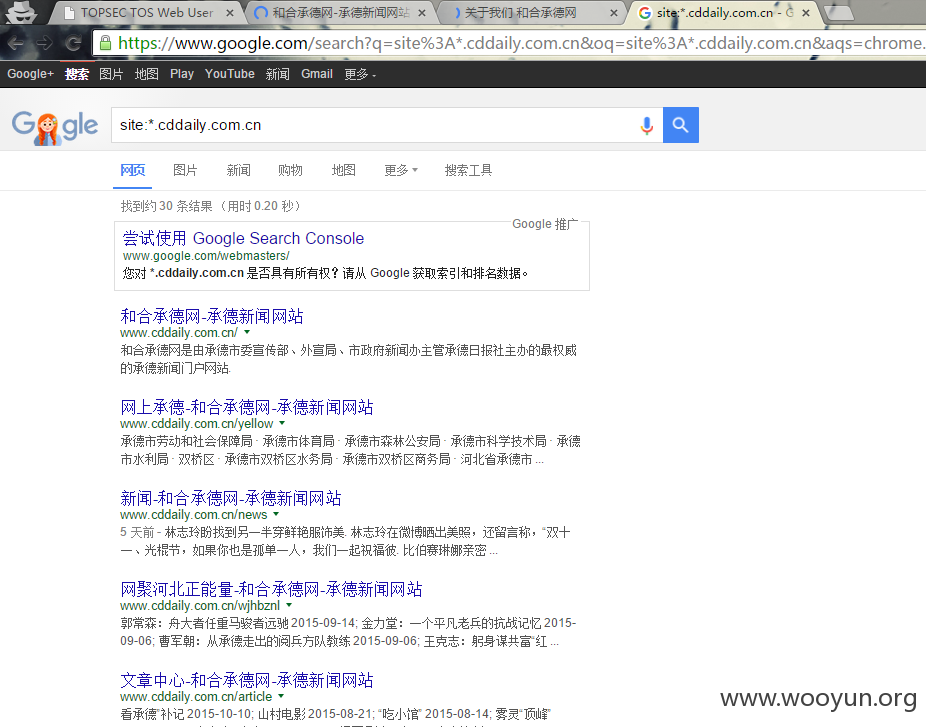 TOPSEC TOS Web User
和合承德网-承德新闻网站
关于我们 和合承德网
site:*.cddaily.com.cn - G
https://www.google.com/search?q=site%3A*.cddaily.com.cn&oq=site%3A*.cddaily.com.cn&aqs=chrome.
Google+ 搜索 图片 地图 Play YouTube 新闻 Gmail 更多
Google
site:*.cddaily.com.cn
网页 图片 新闻 购物 地图 更多 搜索工具
找到约 30 条结果 （用时 0.20 秒）
Google 推广
尝试使用 Google Search Console
www.google.com/webmasters/
您对 *.cddaily.com.cn 是否具有所有权？请从 Google 获取索引和排名数据。
和合承德网-承德新闻网站
www.cddaily.com.cn/
和合承德网是由承德市委宣传部、外宣局、市政府新闻办主管承德日报社主办的最权威
的承德新闻门户网站.
网上承德-和合承德网-承德新闻网站
www.cddaily.com.cn/yellow
承德市劳动和社会保障局 · 承德市体育局 · 承德市森林公安局 · 承德市科学技术局 · 承德
市水利局 · 双桥区 · 承德市双桥区水务局 · 承德市双桥区商务局 · 河北省承德市 ...
新闻-和合承德网-承德新闻网站
www.cddaily.com.cn/news
5 天前 - 林志玲盼找到另一半穿鲜艳服饰美. 林志玲在微博晒出美照，还留言称，“双十
一、光棍节，如果你也是孤单一人，我们一起祝福彼. 比伯赛琳娜亲密 ...
网聚河北正能量-和合承德网-承德新闻网站
www.cddaily.com.cn/wjhbznl
郭常森：舟大者任重马骏者远驰 2015-09-14; 金力堂：一个平凡老兵的抗战记忆 2015-
09-06; 曹军朝：从承德走出的阅兵方队教练 2015-09-06; 王克志：躬身谋共富“红 ...
文章中心-和合承德网-承德新闻网站
www.cddaily.com.cn/article
看承德”补记 2015-10-10; 山村电影 2015-08-21; “吃小馆” 2015-08-14; 雾灵“顶峰”
www.wooyun.org